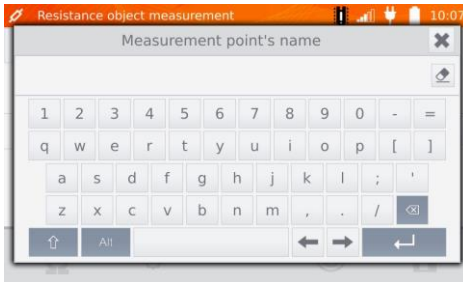 Resistance object measurement 10:07
Measurement point's name
1 2 3 4 5 6 7 8 9 0 - =
q w e r t y u i o p [ ]
a s d f g h j k l ; '
z x c v b n m , . /
Alt